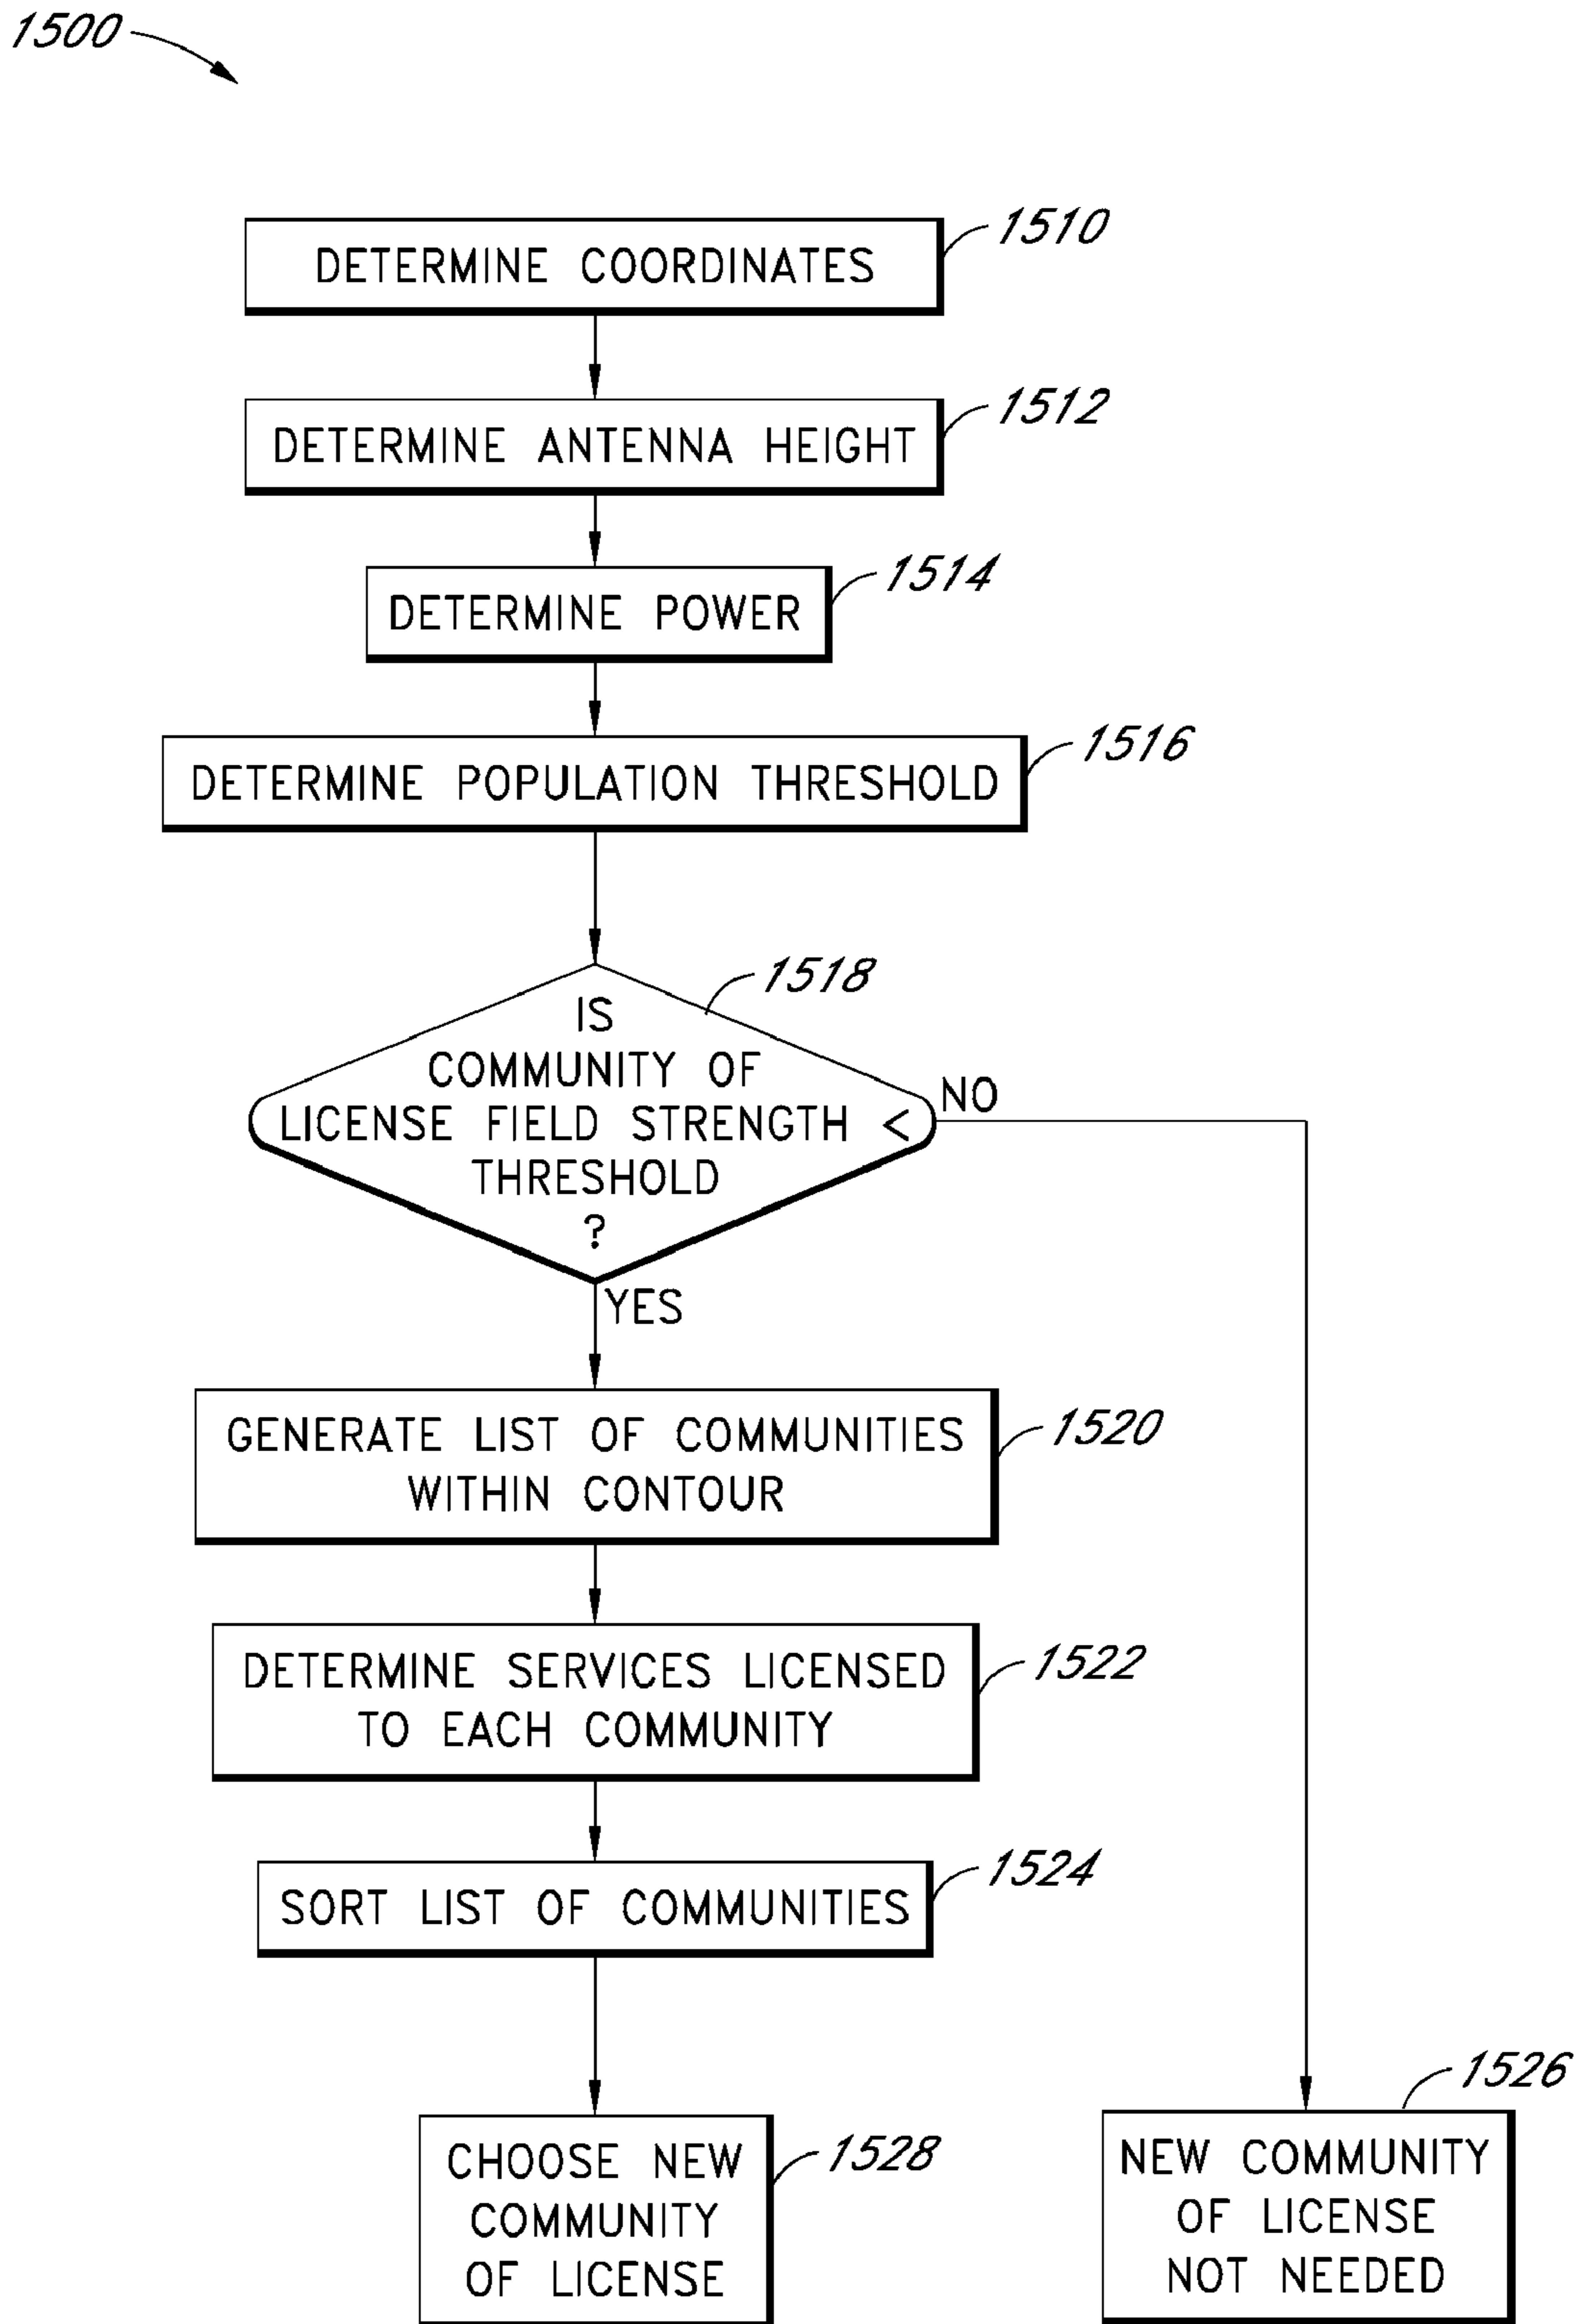 1500
DETERMINE COORDINATES
1510
DETERMINE ANTENNA HEIGHT
1512
DETERMINE POWER
1514
DETERMINE POPULATION THRESHOLD
1516
IS
COMMUNITY OF
LICENSE FIELD STRENGTH <
THRESHOLD
?
1518
NO
YES
GENERATE LIST OF COMMUNITIES
WITHIN CONTOUR
1520
DETERMINE SERVICES LICENSED
TO EACH COMMUNITY
1522
SORT LIST OF COMMUNITIES
1524
CHOOSE NEW
COMMUNITY
OF LICENSE
1528
NEW COMMUNITY
OF LICENSE
NOT NEEDED
1526